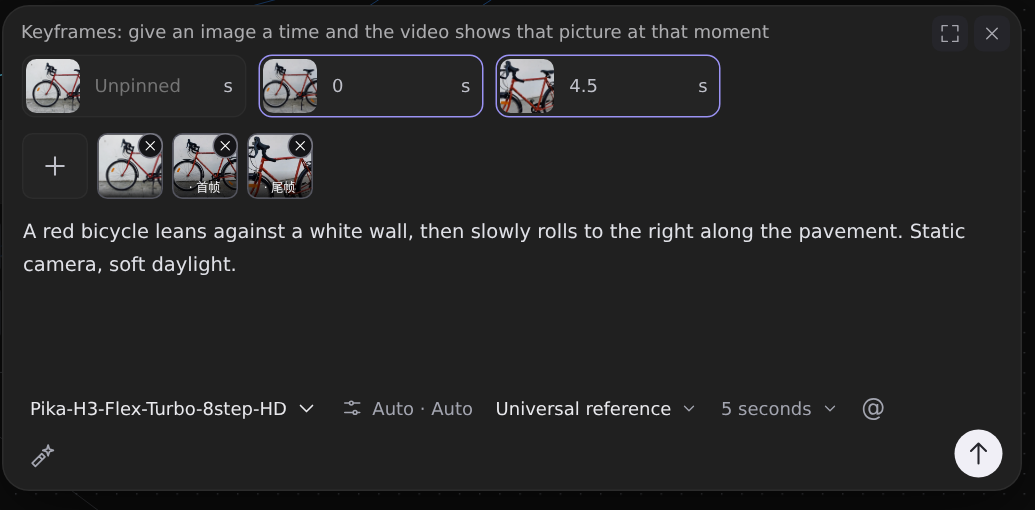 Keyframes: give an image a time and the video shows that picture at that moment
Unpinned s
0 s
4.5 s
· 首帧
· 尾帧
A red bicycle leans against a white wall, then slowly rolls to the right along the pavement. Static
camera, soft daylight.
Pika-H3-Flex-Turbo-8step-HD Auto · Auto Universal reference 5 seconds @